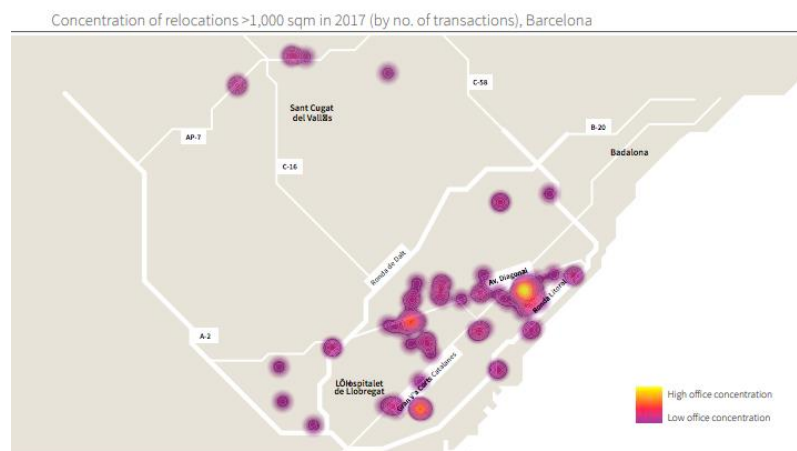 Concentration of relocations >1,000 sqm in 2017 (by no. of transactions), Barcelona
C-58
Sant Cugat
del Vall☒s
AP-7
B-20
Badalona
C-16
Ronda de Dalt
Av. Diagonal
Ronda Litoral
A-2
Gran Via Corts Catalanes
LÕHospitalet
de Llobregat
High office concentration
Low office concentration